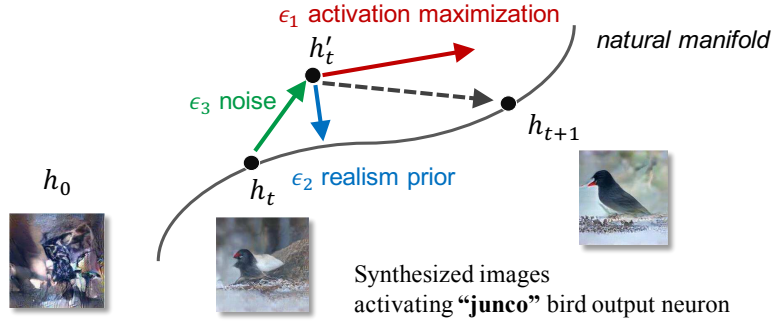 ϵ₁ activation maximization
h′ₜ
natural manifold
ϵ₃ noise
hₜ₊₁
h₀
hₜ
ϵ₂ realism prior
Synthesized images
activating “junco” bird output neuron